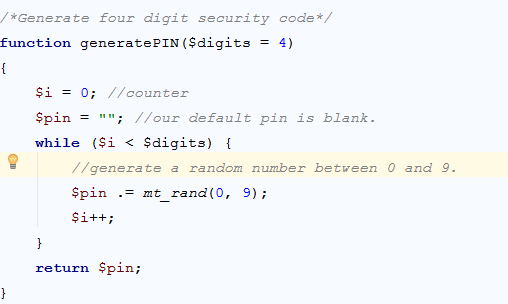 /*Generate four digit security code*/
function generatePIN($digits = 4)
{
$i = 0; //counter
$pin = ""; //our default pin is blank.
while ($i < $digits) {
//generate a random number between 0 and 9.
$pin .= mt_rand(0, 9);
$i++;
}
return $pin;
}